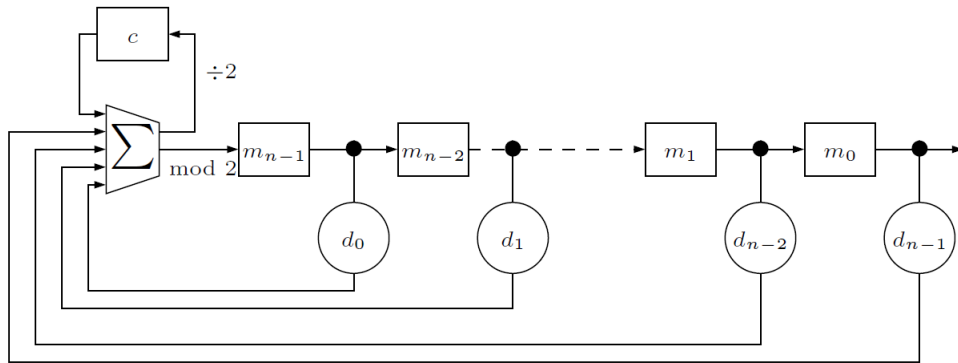 c
÷2
∑
mod 2
m_{n−1}
m_{n−2}
m_1
m_0
d_0
d_1
d_{n−2}
d_{n−1}